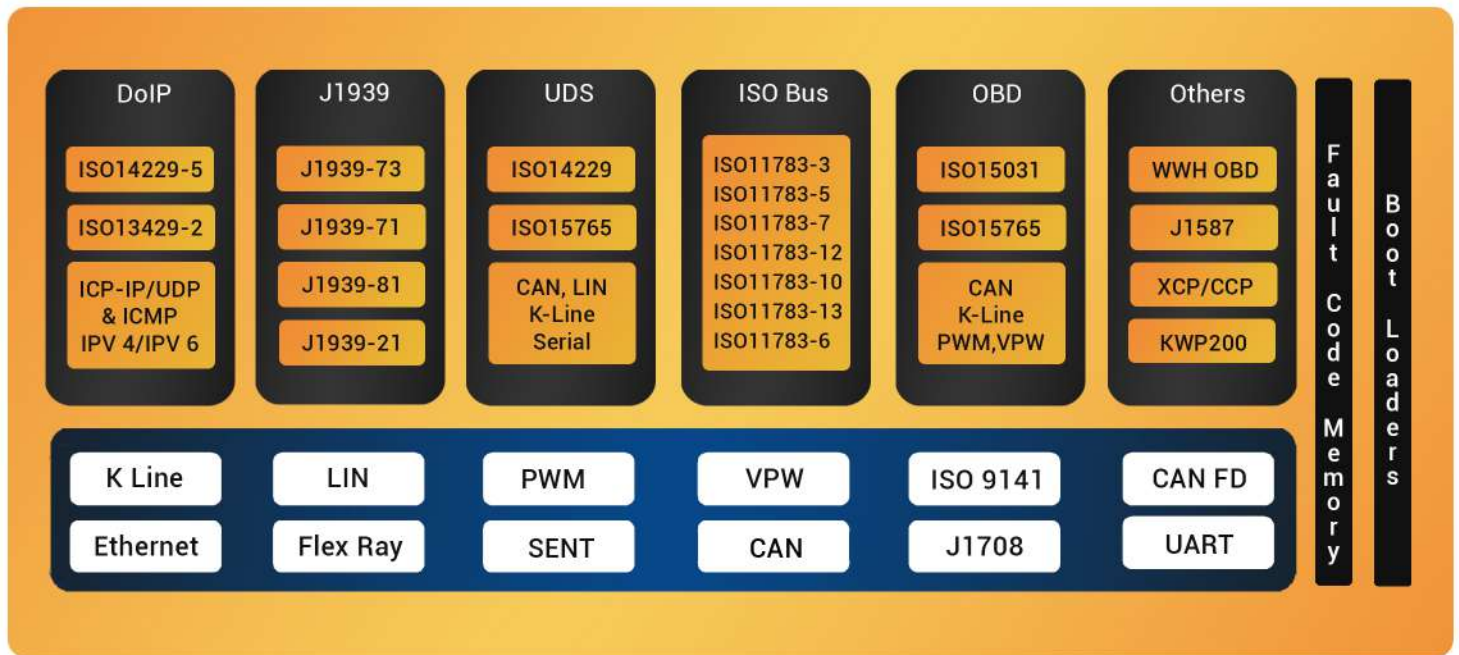 DoIP
ISO14229-5
ISO13429-2
ICP-IP/UDP
& ICMP
IPV 4/IPV 6
J1939
J1939-73
J1939-71
J1939-81
J1939-21
UDS
ISO14229
ISO15765
CAN, LIN
K-Line
Serial
ISO Bus
ISO11783-3
ISO11783-5
ISO11783-7
ISO11783-12
ISO11783-10
ISO11783-13
ISO11783-6
OBD
ISO15031
ISO15765
CAN
K-Line
PWM,VPW
Others
WWH OBD
J1587
XCP/CCP
KWP200
K Line
LIN
PWM
VPW
ISO 9141
CAN FD
Ethernet
Flex Ray
SENT
CAN
J1708
UART
Fault Code Memory
Boot Loaders